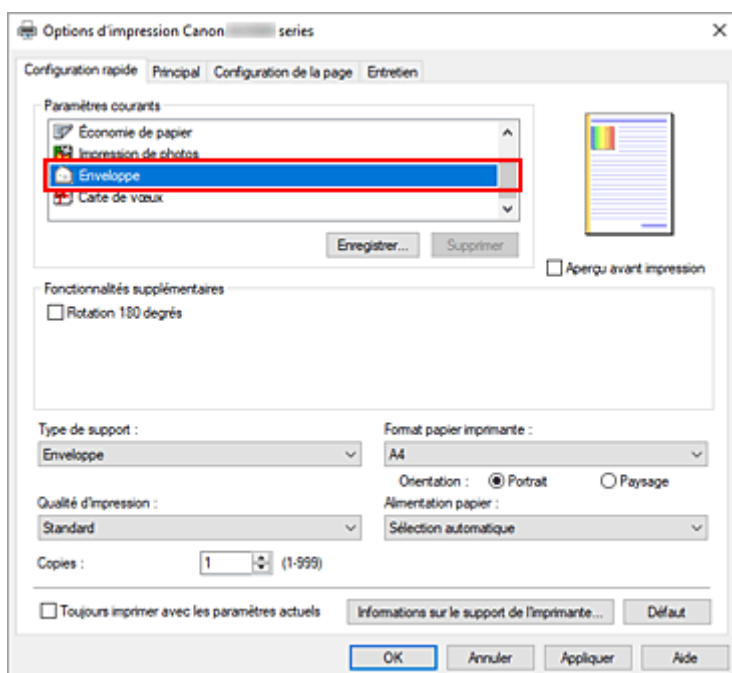 Options d'impression Canon series
Configuration rapide Principal Configuration de la page Entretien
Paramètres courants
Économie de papier
Impression de photos
Enveloppe
Carte de vœux
Enregistrer... Supprimer
Aperçu avant impression
Fonctionnalités supplémentaires
Rotation 180 degrés
Type de support : Format papier imprimante :
Enveloppe A4
Orientation : Portrait Paysage
Qualité d'impression : Alimentation papier :
Standard Sélection automatique
Copies : 1 (1-999)
Toujours imprimer avec les paramètres actuels Informations sur le support de l'imprimante... Défaut
OK Annuler Appliquer Aide